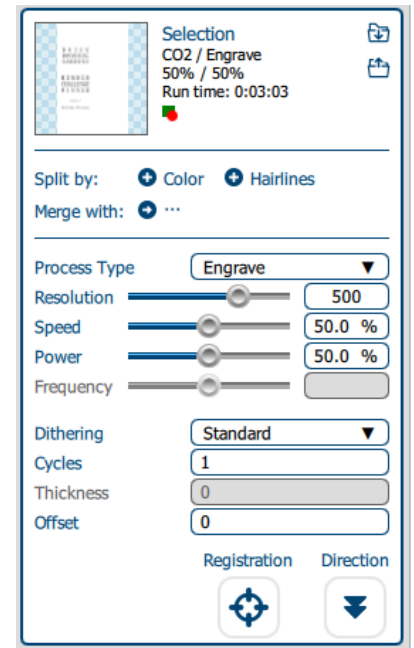 Selection
CO2 / Engrave
50% / 50%
Run time: 0:03:03
Split by: Color Hairlines
Merge with: ...
Process Type Engrave
Resolution 500
Speed 50.0 %
Power 50.0 %
Frequency
Dithering Standard
Cycles 1
Thickness 0
Offset 0
Registration Direction